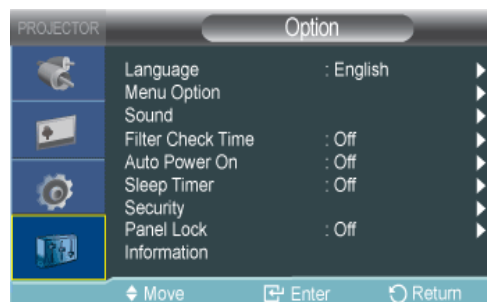 PROJECTOR Option
Language : English
Menu Option
Sound
Filter Check Time : Off
Auto Power On : Off
Sleep Timer : Off
Security
Panel Lock : Off
Information
Move Enter Return